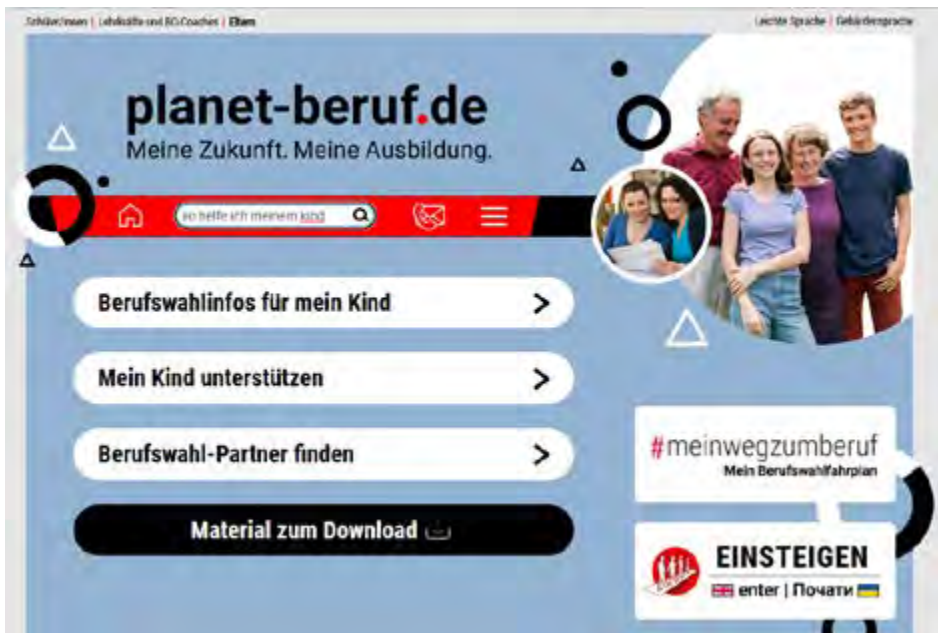 Schüler/innen | Lehrkräfte und BO-Coaches | Eltern
Leichte Sprache | Gebärdensprache
planet-beruf.de
Meine Zukunft. Meine Ausbildung.
so helfe ich meinem kind
Berufswahlinfos für mein Kind
Mein Kind unterstützen
Berufswahl-Partner finden
Material zum Download
#meinwegzumberuf
Mein Berufswahlfahrplan
EINSTEIGEN
enter | Почати